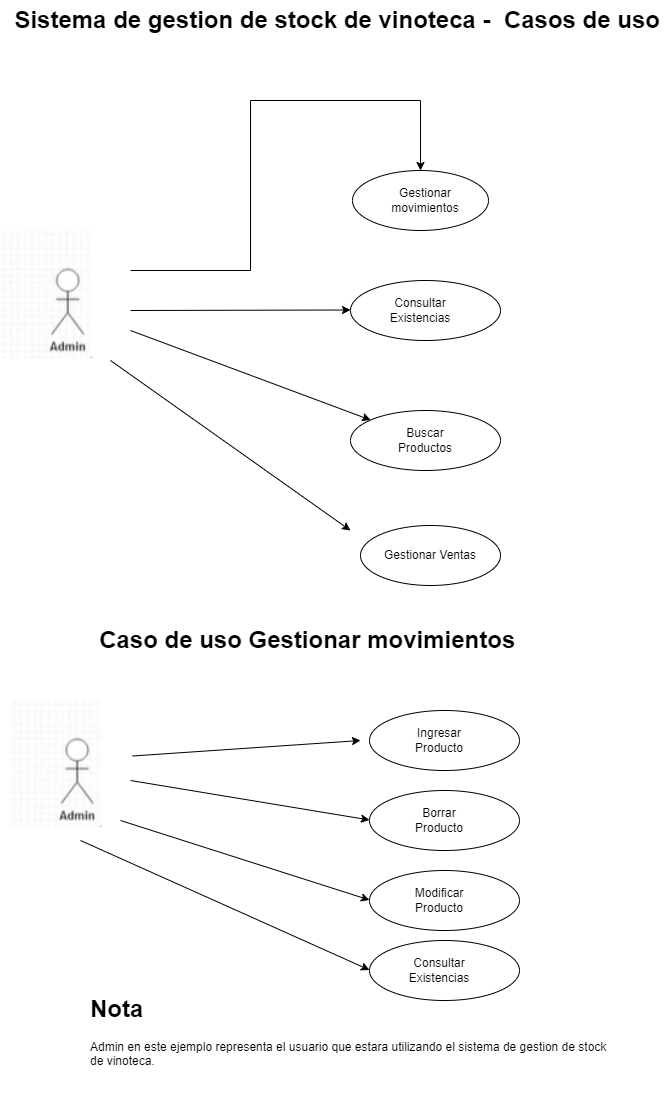 Sistema de gestion de stock de vinoteca -  Casos de uso
Gestionar
movimientos
Admin
Consultar
Existencias
Buscar
Productos
Gestionar Ventas
Caso de uso Gestionar movimientos
Admin
Ingresar
Producto
Borrar
Producto
Modificar
Producto
Consultar
Existencias
Nota
Admin en este ejemplo representa el usuario que estara utilizando el sistema de gestion de stock
de vinoteca.